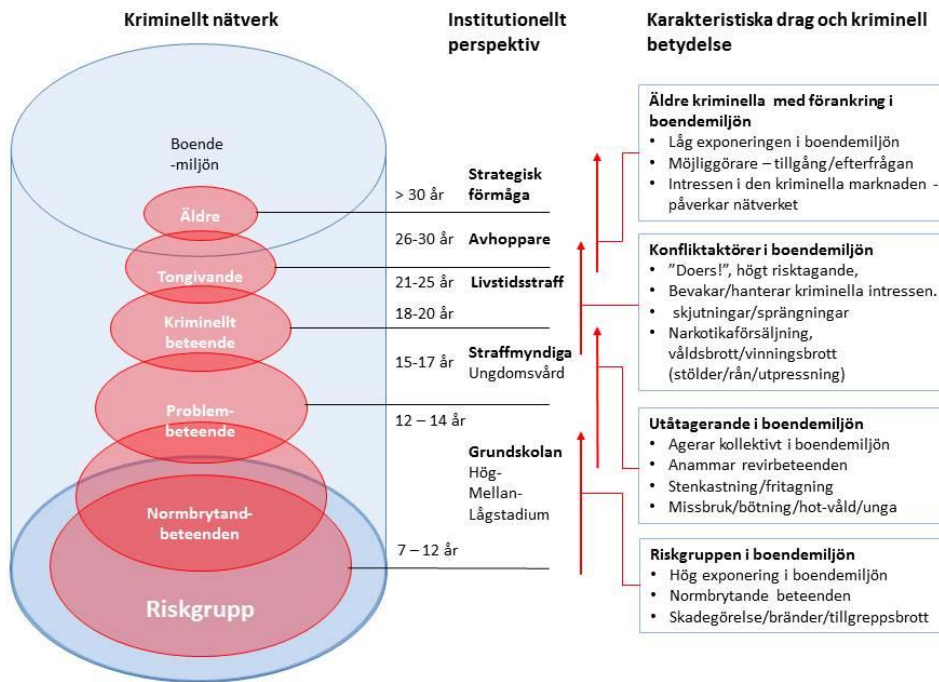 Kriminellt nätverk
Boende
-miljön
Äldre
Tongivande
Kriminellt
beteende
Problem-
beteende
Normbrytand-
beteenden
Riskgrupp
Institutionellt
perspektiv
> 30 år
Strategisk
förmåga
26-30 år
Avhoppare
21-25 år
Livstidsstraff
18-20 år
15-17 år
Straffmyndiga
Ungdomsvård
12 – 14 år
Grundskolan
Hög-
Mellan-
Lågstadium
7 – 12 år
Karakteristiska drag och kriminell
betydelse
Äldre kriminella med förankring i
boendemiljön
• Låg exponeringen i boendemiljön
• Möjliggörare – tillgång/efterfrågan
• Intressen i den kriminella marknaden -
påverkar nätverket
Konfliktaktörer i boendemiljön
• ”Doers!”, högt risktagande,
• Bevakar/hanterar kriminella intressen.
• skjutningar/sprängningar
• Narkotikaförsäljning,
våldsbrott/vinningsbrott
(stölder/rån/utpressning)
Utåtagerande i boendemiljön
• Agerar kollektivt i boendemiljön
• Anammar revirbeteenden
• Stenkastning/fritagning
• Missbruk/bötning/hot-våld/unga
Riskgruppen i boendemiljön
• Hög exponering i boendemiljön
• Normbrytande beteenden
• Skadegörelse/bränder/tillgreppsbrott